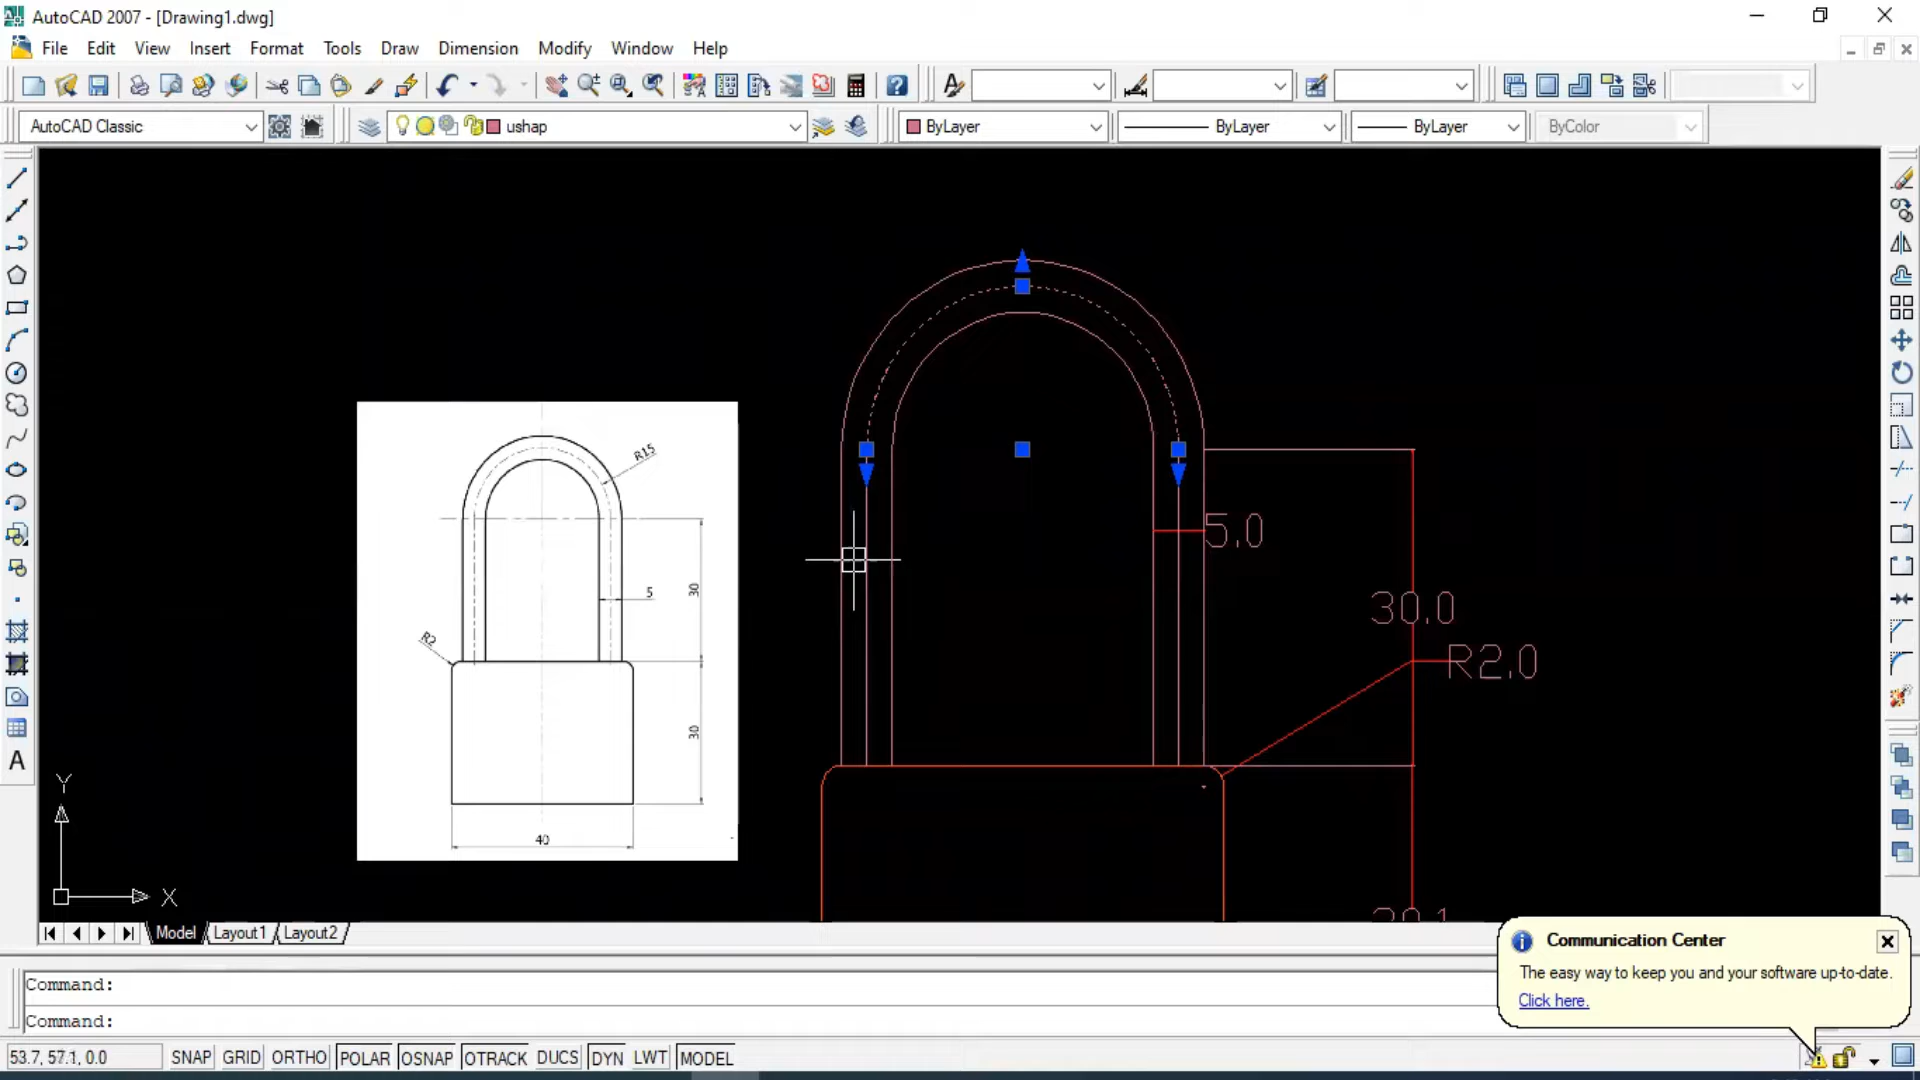 AutoCAD 2007 - [Drawing1.dwg]
File Edit View Insert Format Tools Draw Dimension Modify Window Help
AutoCAD Classic ushap ByLayer ByLayer ByLayer ByColor
R15
5
30
R2
30
40
5.0
30.0
R2.0
Y
X
Model Layout1 Layout2
Communication Center
The easy way to keep you and your software up-to-date.
Click here.
Command:
Command:
53.7, 57.1, 0.0 SNAP GRID ORTHO POLAR OSNAP OTRACK DUCS DYN LWT MODEL